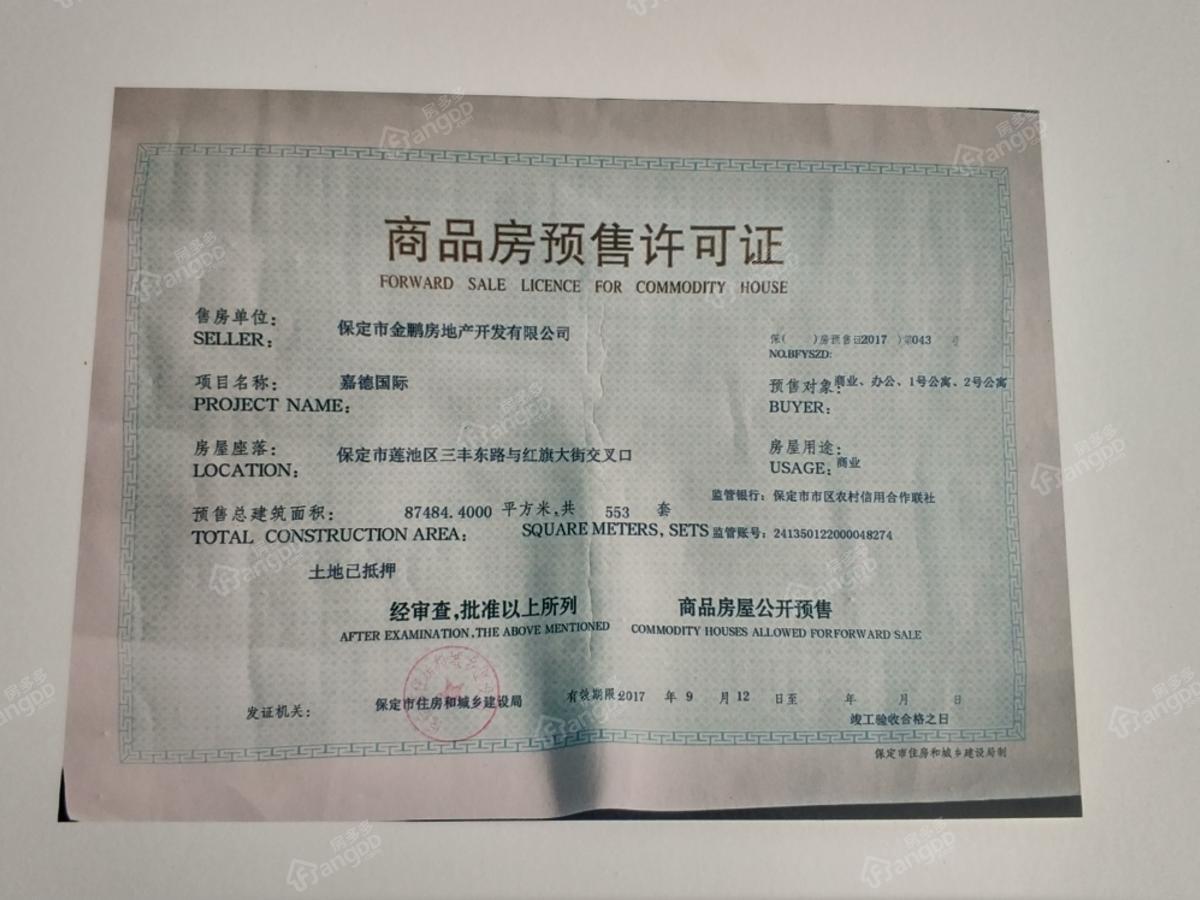 商品房预售许可证
FORWARD SALE LICENCE FOR COMMODITY HOUSE
售房单位: 保定市金鹏房地产开发有限公司
SELLER:
保( )房预售证2017 )第043 号
NO.BFYSZD:
项目名称: 嘉德国际
PROJECT NAME:
预售对象: 商业、办公、1号公寓、2号公寓
BUYER:
房屋座落: 保定市莲池区三丰东路与红旗大街交叉口
LOCATION:
房屋用途: 商业
USAGE:
监管银行: 保定市市区农村信用合作联社
预售总建筑面积: 87484.4000 平方米,共 553 套
TOTAL CONSTRUCTION AREA: SQUARE METERS, SETS
监管账号: 241350122000048274
土地已抵押
经审查,批准以上所列 商品房屋公开预售
AFTER EXAMINATION,THE ABOVE MENTIONED COMMODITY HOUSES ALLOWED FORFORWARD SALE
发证机关: 保定市住房和城乡建设局
有效期限:2017 年 9 月 12 日至 年 月 日
竣工验收合格之日
保定市住房和城乡建设局制
房多多
Fangdd